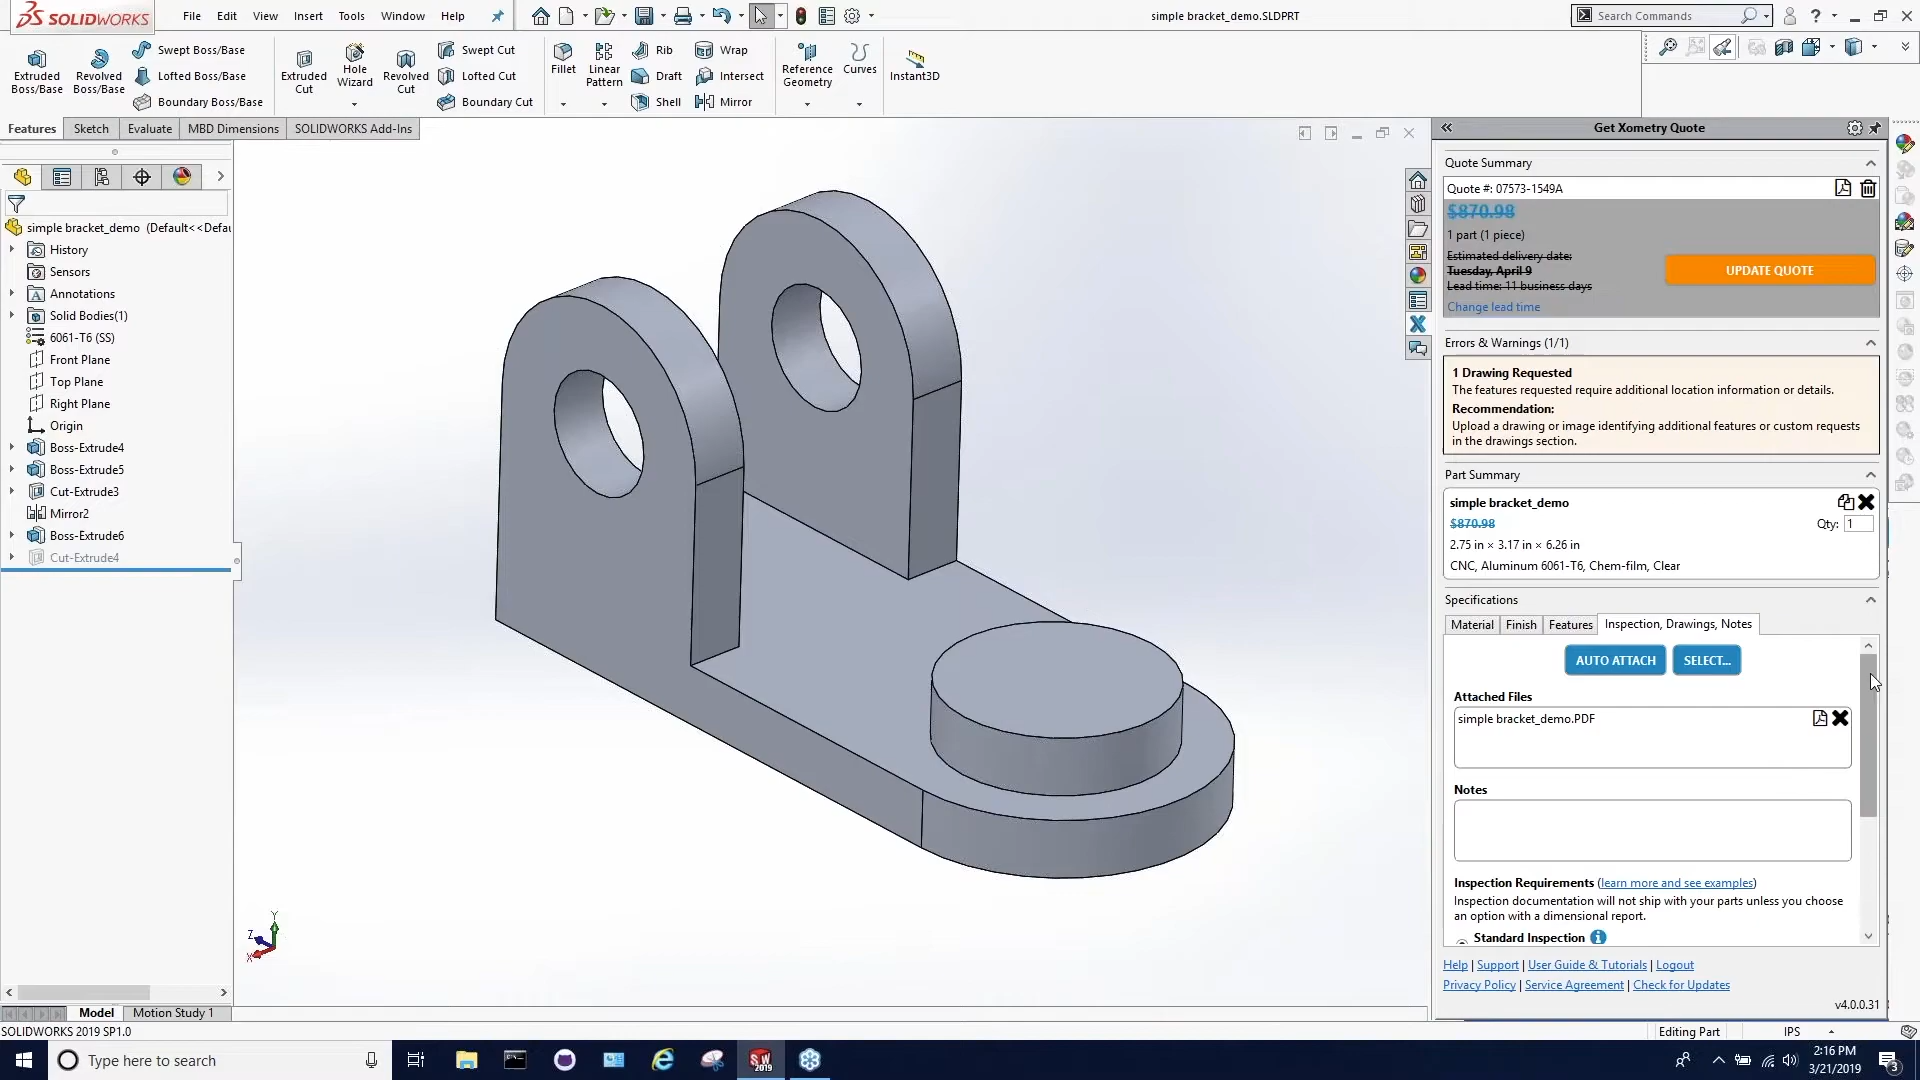 SOLIDWORKS
File Edit View Insert Tools Window Help
simple bracket_demo.SLDPRT
Search Commands
Extruded Boss/Base
Revolved Boss/Base
Swept Boss/Base
Lofted Boss/Base
Boundary Boss/Base
Extruded Cut
Hole Wizard
Revolved Cut
Swept Cut
Lofted Cut
Boundary Cut
Fillet
Linear Pattern
Rib
Draft
Shell
Wrap
Intersect
Mirror
Reference Geometry
Curves
Instant3D
Features Sketch Evaluate MBD Dimensions SOLIDWORKS Add-Ins
simple bracket_demo (Default<<Defau
History
Sensors
Annotations
Solid Bodies(1)
6061-T6 (SS)
Front Plane
Top Plane
Right Plane
Origin
Boss-Extrude4
Boss-Extrude5
Cut-Extrude3
Mirror2
Boss-Extrude6
Cut-Extrude4
Z
Y
X
Get Xometry Quote
Quote Summary
Quote #: 07573-1549A
$870.98
1 part (1 piece)
Estimated delivery date:
Tuesday, April 9
Lead time: 11 business days
UPDATE QUOTE
Change lead time
Errors & Warnings (1/1)
1 Drawing Requested
The features requested require additional location information or details.
Recommendation:
Upload a drawing or image identifying additional features or custom requests
in the drawings section.
Part Summary
simple bracket_demo
$870.98
Qty: 1
2.75 in × 3.17 in × 6.26 in
CNC, Aluminum 6061-T6, Chem-film, Clear
Specifications
Material Finish Features Inspection, Drawings, Notes
AUTO ATTACH SELECT...
Attached Files
simple bracket_demo.PDF
Notes
Inspection Requirements (learn more and see examples)
Inspection documentation will not ship with your parts unless you choose
an option with a dimensional report.
Standard Inspection
Help | Support | User Guide & Tutorials | Logout
Privacy Policy | Service Agreement | Check for Updates
v4.0.0.31
Model Motion Study 1
SOLIDWORKS 2019 SP1.0
Editing Part
IPS
Type here to search
SW 2019
2:16 PM
3/21/2019
3